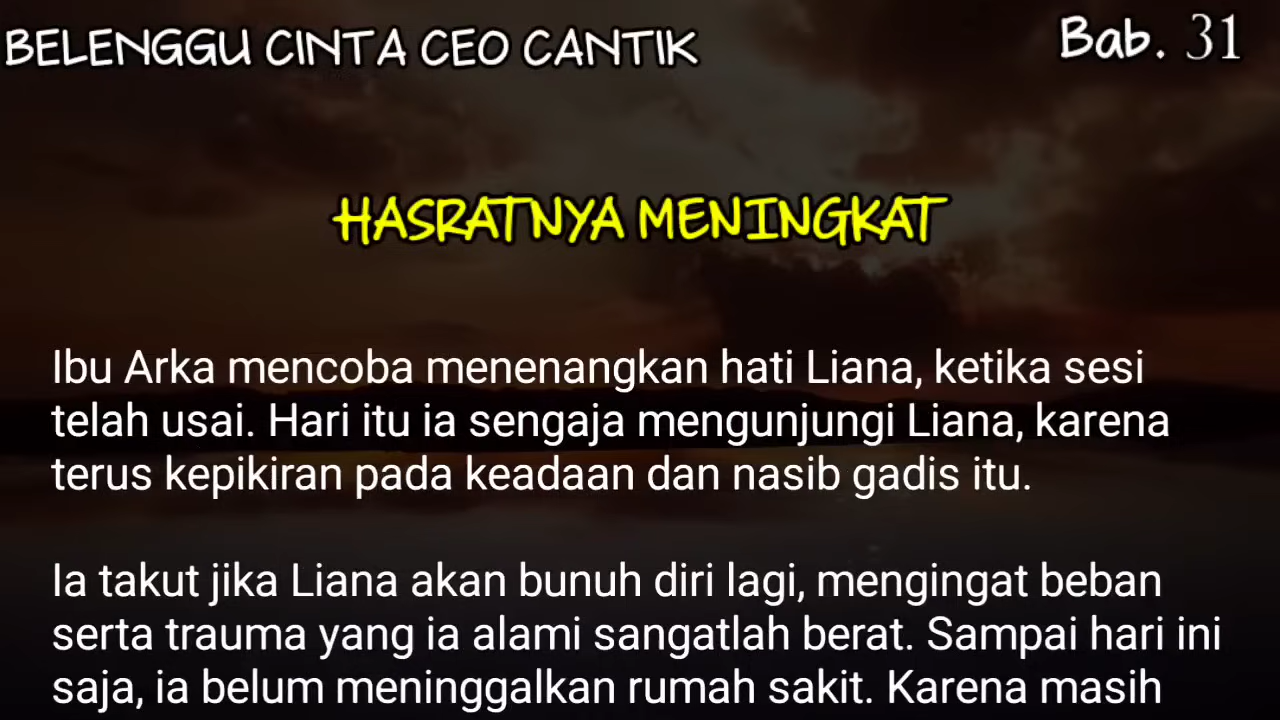 BELENGGU CINTA CEO CANTIK
Bab. 31
HASRATNYA MENINGKAT
Ibu Arka mencoba menenangkan hati Liana, ketika sesi
telah usai. Hari itu ia sengaja mengunjungi Liana, karena
terus kepikiran pada keadaan dan nasib gadis itu.
Ia takut jika Liana akan bunuh diri lagi, mengingat beban
serta trauma yang ia alami sangatlah berat. Sampai hari ini
saja, ia belum meninggalkan rumah sakit. Karena masih